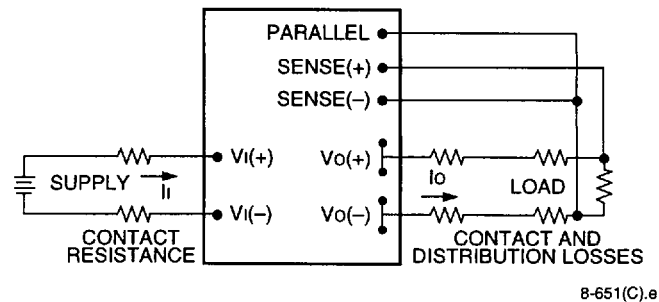 PARALLEL
SENSE(+)
SENSE(–)
VI(+)
VO(+)
SUPPLY
II
IO
LOAD
VI(–)
VO(–)
CONTACT
RESISTANCE
CONTACT AND
DISTRIBUTION LOSSES
8-651(C).e